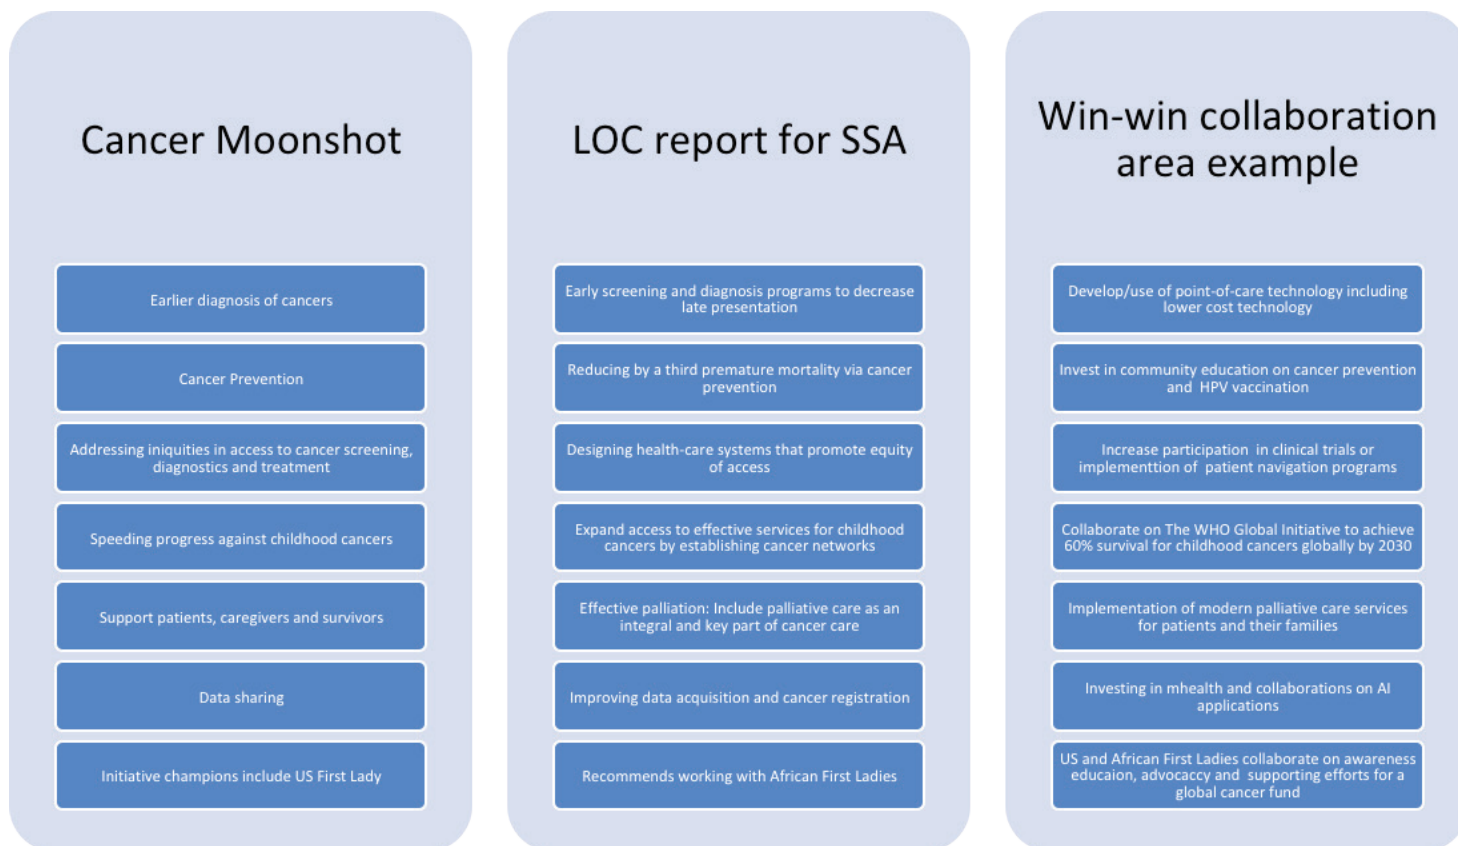 Cancer Moonshot
Earlier diagnosis of cancers
Cancer Prevention
Addressing iniquities in access to cancer screening,
diagnostics and treatment
Speeding progress against childhood cancers
Support patients, caregivers and survivors
Data sharing
Initiative champions include US First Lady
LOC report for SSA
Early screening and diagnosis programs to decrease
late presentation
Reducing by a third premature mortality via cancer
prevention
Designing health-care systems that promote equity
of access
Expand access to effective services for childhood
cancers by establishing cancer networks
Effective palliation: Include palliative care as an
integral and key part of cancer care
Improving data acquisition and cancer registration
Recommends working with African First Ladies
Win-win collaboration
area example
Develop/use of point-of-care technology including
lower cost technology
Invest in community education on cancer prevention
and HPV vaccination
Increase participation in clinical trials or
implementtion of patient navigation programs
Collaborate on The WHO Global Initiative to achieve
60% survival for childhood cancers globally by 2030
Implementation of modern palliative care services
for patients and their families
Investing in mhealth and collaborations on AI
applications
US and African First Ladies collaborate on awareness
educaion, advocaccy and supporting efforts for a
global cancer fund